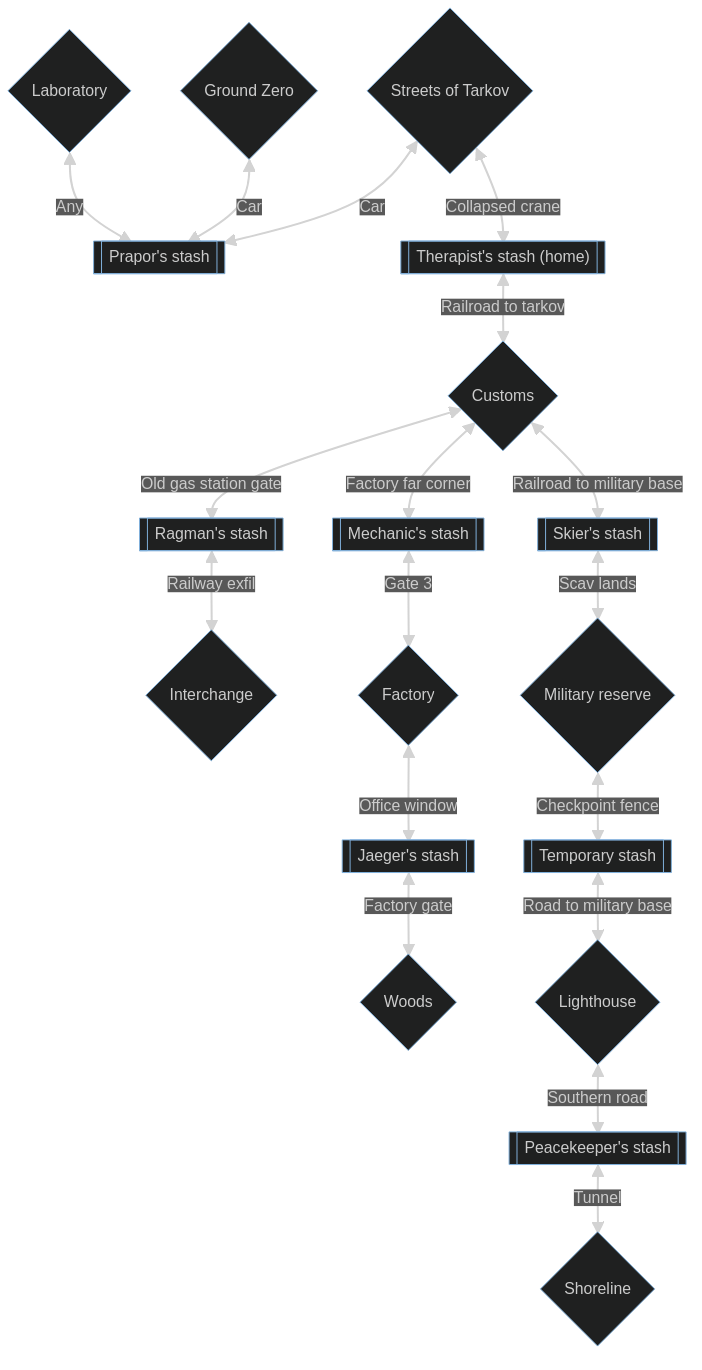 Laboratory
Ground Zero
Streets of Tarkov
Any
Car
Car
Collapsed crane
Prapor's stash
Therapist's stash (home)
Railroad to tarkov
Customs
Old gas station gate
Factory far corner
Railroad to military base
Ragman's stash
Mechanic's stash
Skier's stash
Railway exfil
Gate 3
Scav lands
Interchange
Factory
Military reserve
Office window
Checkpoint fence
Jaeger's stash
Temporary stash
Factory gate
Road to military base
Woods
Lighthouse
Southern road
Peacekeeper's stash
Tunnel
Shoreline